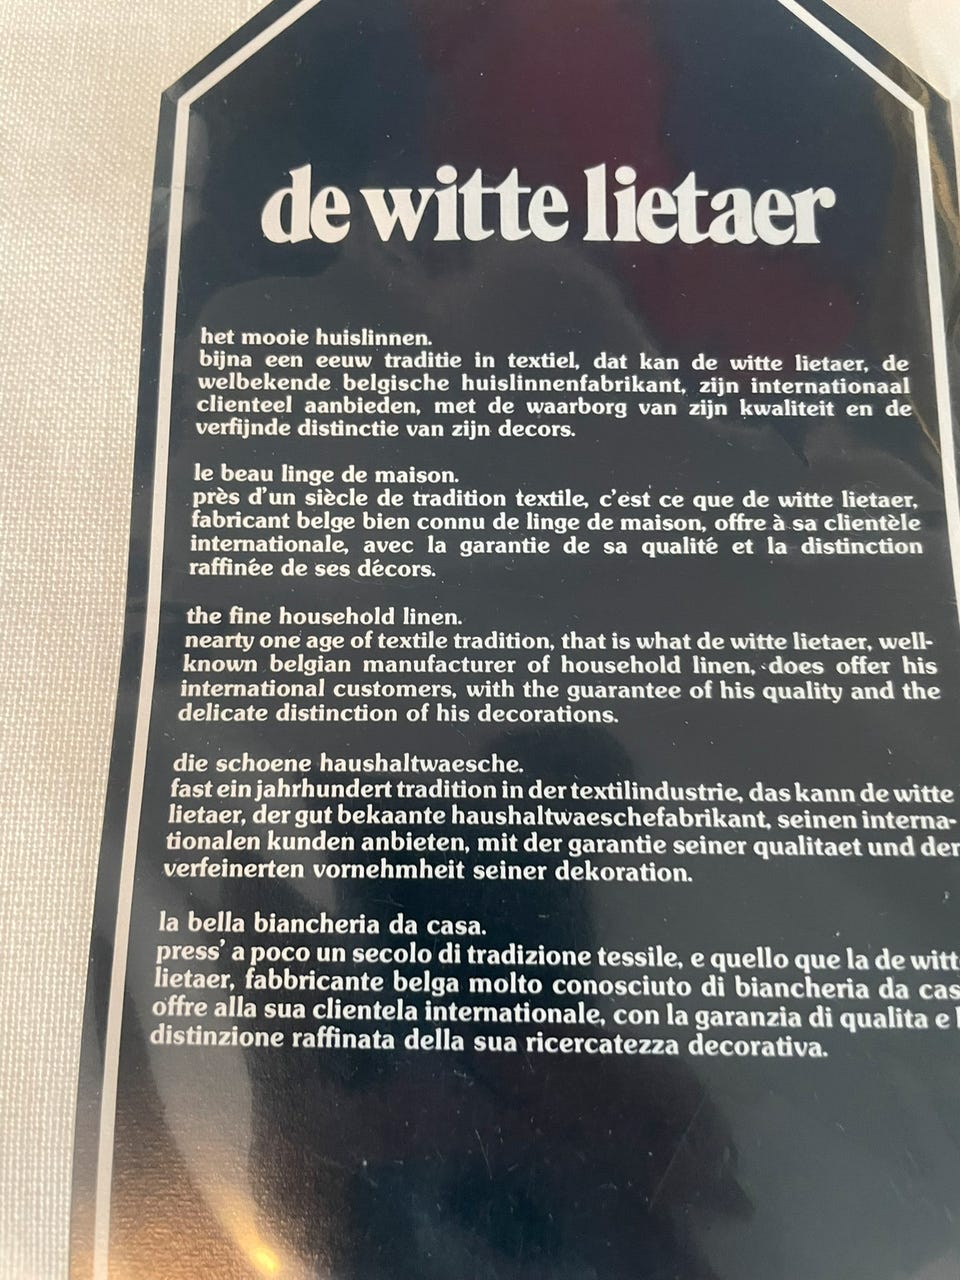 de witte lietaer
het mooie huislinnen.
bijna een eeuw traditie in textiel, dat kan de witte lietaer, de
welbekende belgische huislinnenfabrikant, zijn internationaal
clienteel aanbieden, met de waarborg van zijn kwaliteit en de
verfijnde distinctie van zijn decors.
le beau linge de maison.
près d'un siècle de tradition textile, c'est ce que de witte lietaer,
fabricant belge bien connu de linge de maison, offre à sa clientèle
internationale, avec la garantie de sa qualité et la distinction
raffinée de ses décors.
the fine household linen.
nearty one age of textile tradition, that is what de witte lietaer, well-
known belgian manufacturer of household linen, does offer his
international customers, with the guarantee of his quality and the
delicate distinction of his decorations.
die schoene haushaltwaesche.
fast ein jahrhundert tradition in der textilindustrie, das kann de witte
lietaer, der gut bekaante haushaltwaeschefabrikant, seinen interna-
tionalen kunden anbieten, mit der garantie seiner qualitaet und der
verfeinerten vornehmheit seiner dekoration.
la bella biancheria da casa.
press' a poco un secolo di tradizione tessile, e quello que la de witt
lietaer, fabbricante belga molto conosciuto di biancheria da cas
offre alla sua clientela internazionale, con la garanzia di qualita e l
distinzione raffinata della sua ricercatezza decorativa.